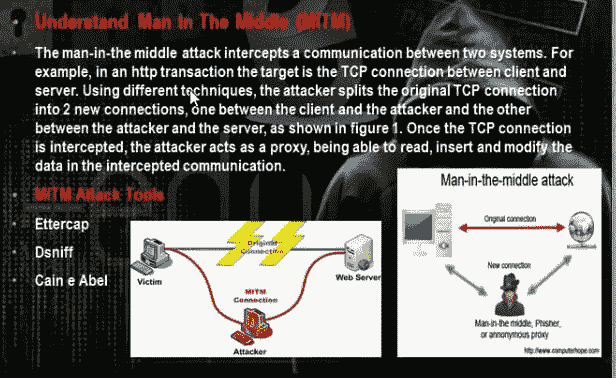 Understand Man In The Middle (MITM)
The man-in-the middle attack intercepts a communication between two systems. For
example, in an http transaction the target is the TCP connection between client and
server. Using different techniques, the attacker splits the original TCP connection
into 2 new connections, one between the client and the attacker and the other
between the attacker and the server, as shown in figure 1. Once the TCP connection
is intercepted, the attacker acts as a proxy, being able to read, insert and modify the
data in the intercepted communication.
MITM Attack Tools
Ettercap
Dsniff
Cain e Abel
Original
Connection
Victim
Web Server
MITM
Connection
Attacker
Man-in-the-middle attack
Original connection
New connection
Man-in-the-middle, Phisher,
or annonymous proxy
http://www.computerhope.com